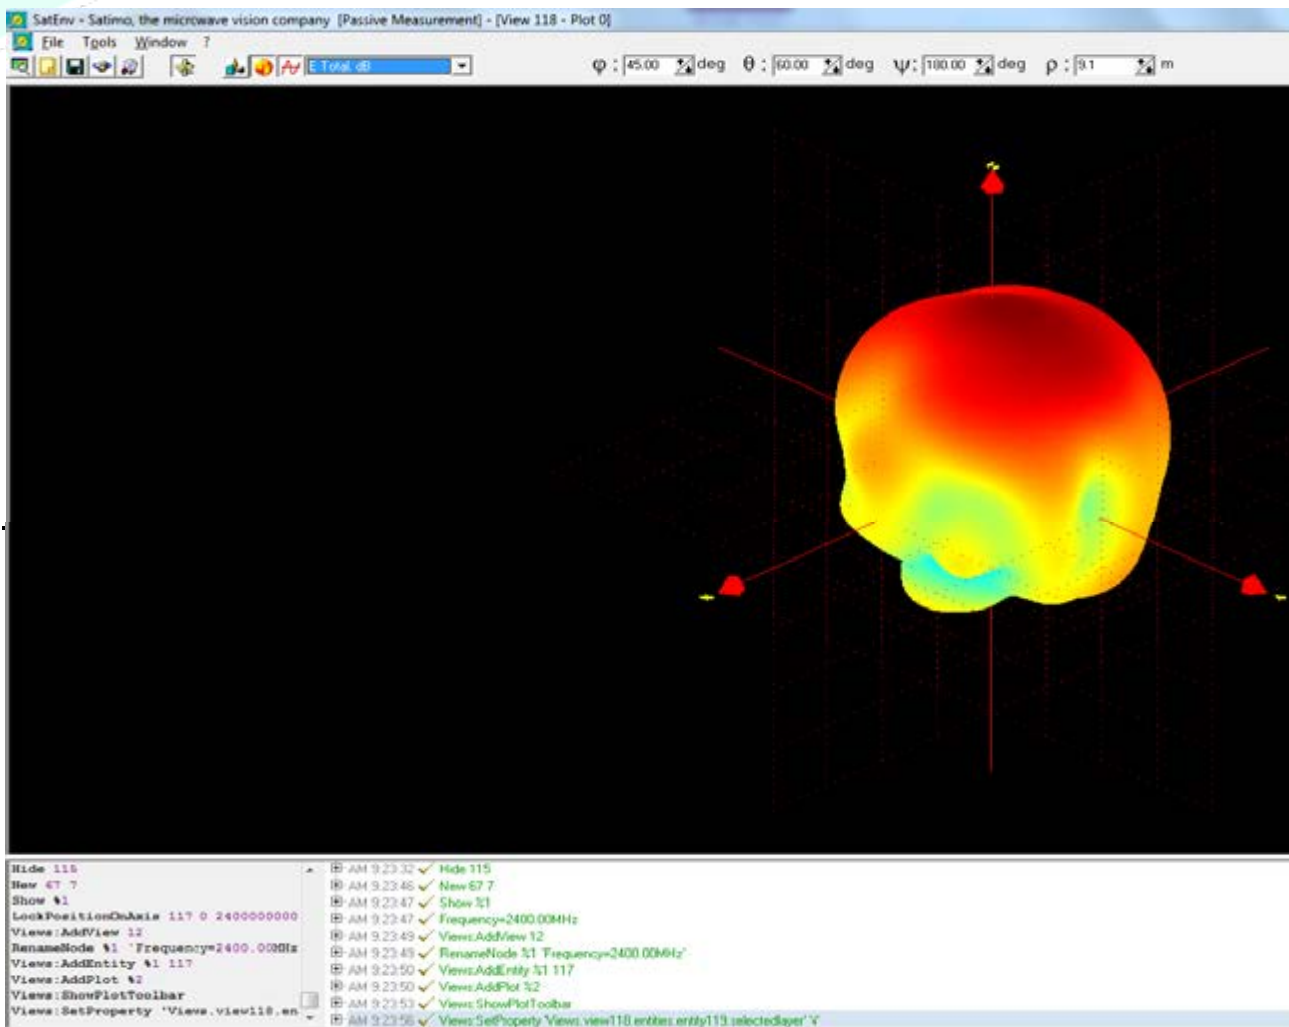 SatEnv - Satimo, the microwave vision company [Passive Measurement] - [View 118 - Plot 0]
File Tools Window ?
E Total dB φ : 45.00 deg θ : 60.00 deg ψ : 180.00 deg ρ : 9.1 m
Hide 115
New 67 7
Show %1
LockPositionOnAxis 117 0 2400000000
Views:AddView 12
RenameNode %1 'Frequency=2400.00MHz
Views:AddEntity %1 117
Views:AddPlot %2
Views:ShowPlotToolbar
Views:SetProperty 'Views.view118.en
AM 9:23:32 Hide 115
AM 9:23:46 New 67 7
AM 9:23:47 Show %1
AM 9:23:47 Frequency=2400.00MHz
AM 9:23:49 Views:AddView 12
AM 9:23:49 RenameNode %1 'Frequency=2400.00MHz'
AM 9:23:50 Views:AddEntity %1 117
AM 9:23:50 Views:AddPlot %2
AM 9:23:53 Views:ShowPlotToolbar
AM 9:23:56 Views:SetProperty 'Views.view118.entities.entity119.selectedlayer'